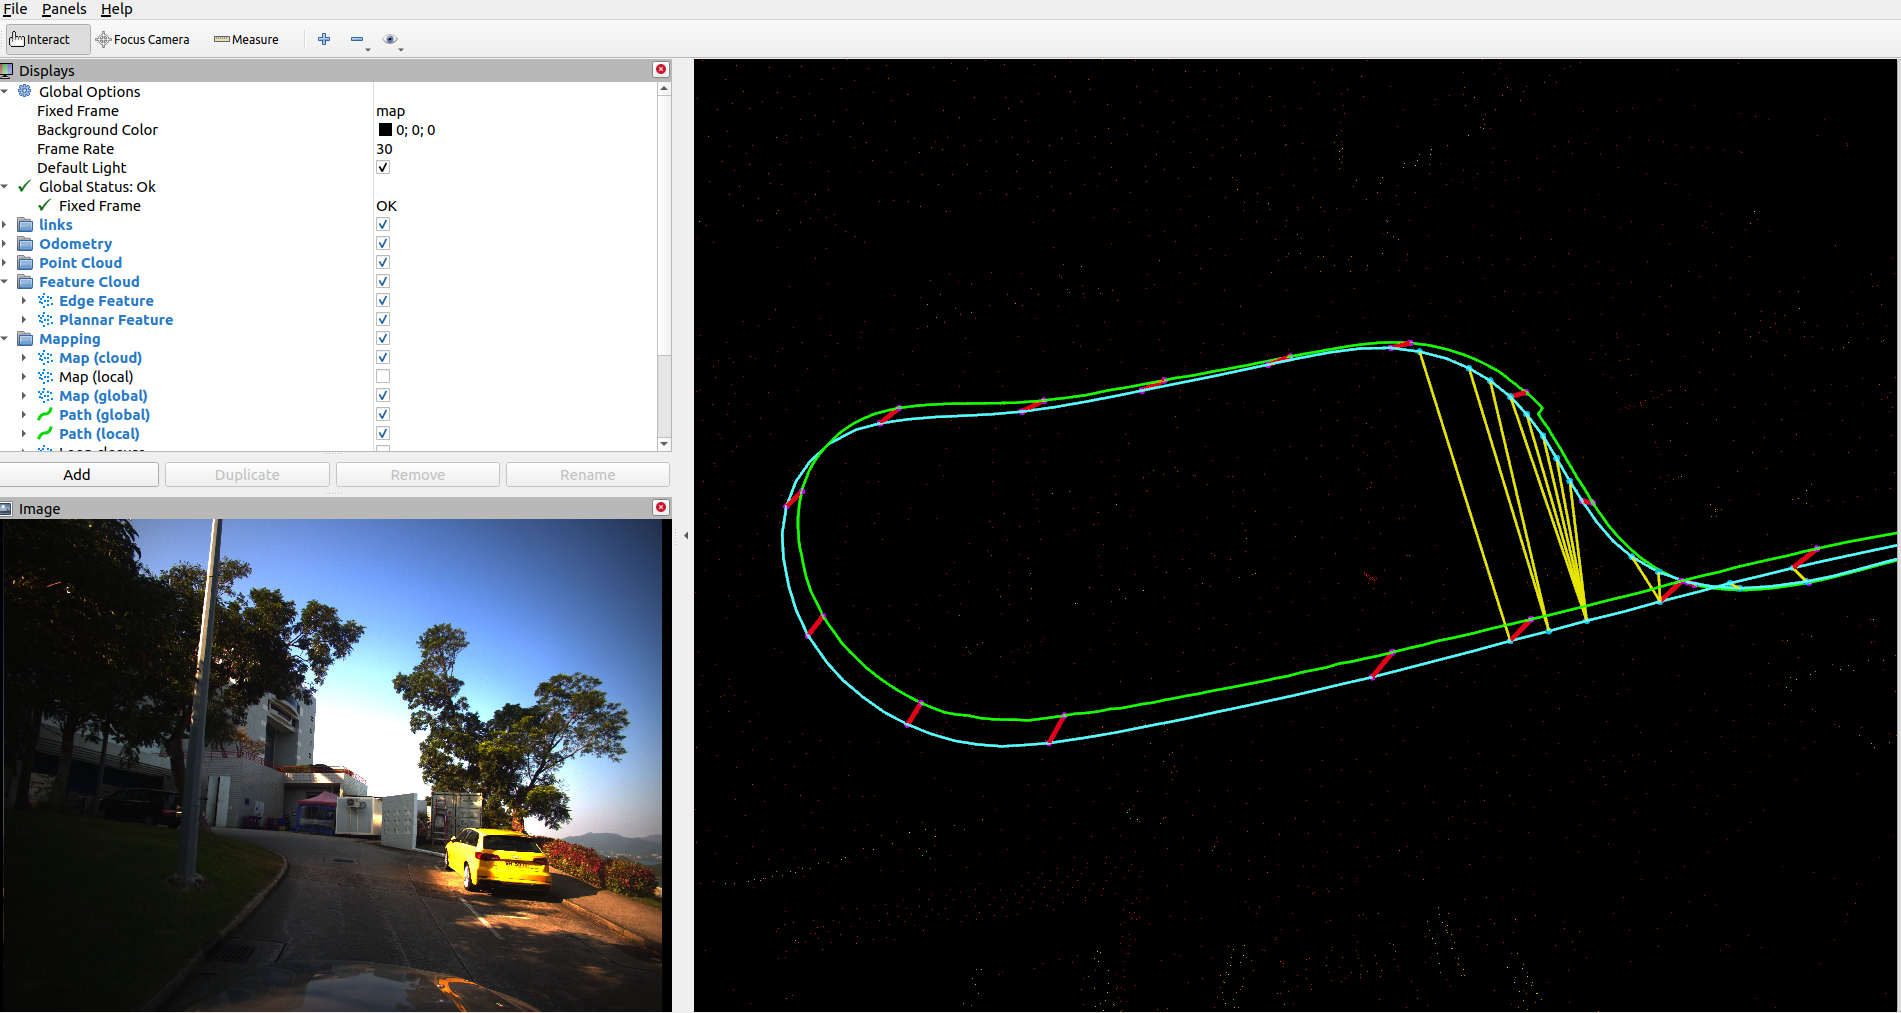 File Panels Help
Interact Focus Camera Measure
Displays
Global Options
Fixed Frame map
Background Color 0; 0; 0
Frame Rate 30
Default Light
Global Status: Ok
Fixed Frame OK
links
Odometry
Point Cloud
Feature Cloud
Edge Feature
Plannar Feature
Mapping
Map (cloud)
Map (local)
Map (global)
Path (global)
Path (local)
Add Duplicate Remove Rename
Image